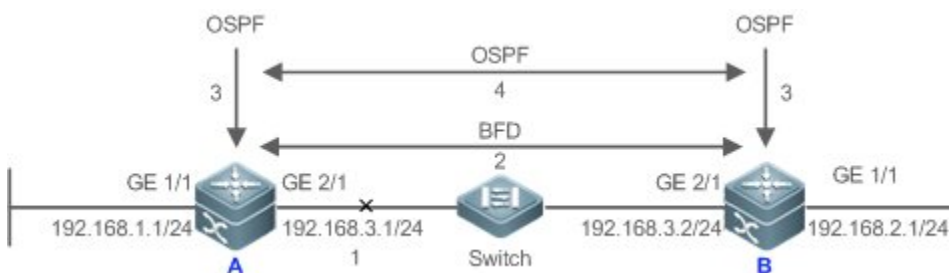 OSPF OSPF
OSPF
3 4 3
BFD
2
GE 1/1 GE 2/1 GE 2/1 GE 1/1
192.168.1.1/24 192.168.3.1/24 192.168.3.2/24 192.168.2.1/24
A 1 Switch B